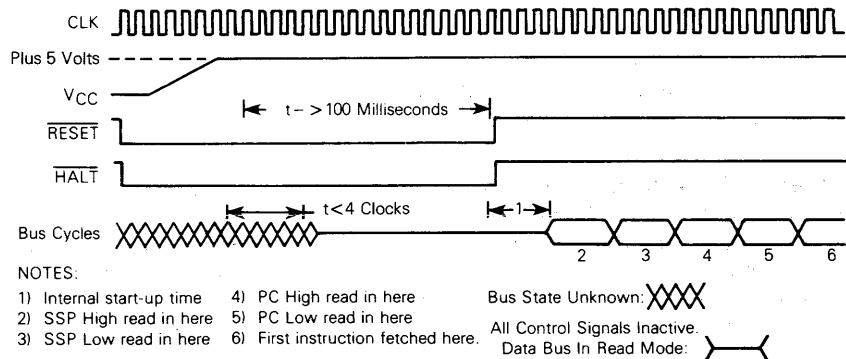 CLK
Plus 5 Volts
VCC
t - > 100 Milliseconds
RESET
HALT
t < 4 Clocks
1
Bus Cycles
2 3 4 5 6
NOTES:
1) Internal start-up time
2) SSP High read in here
3) SSP Low read in here
4) PC High read in here
5) PC Low read in here
6) First instruction fetched here.
Bus State Unknown:
All Control Signals Inactive.
Data Bus In Read Mode: